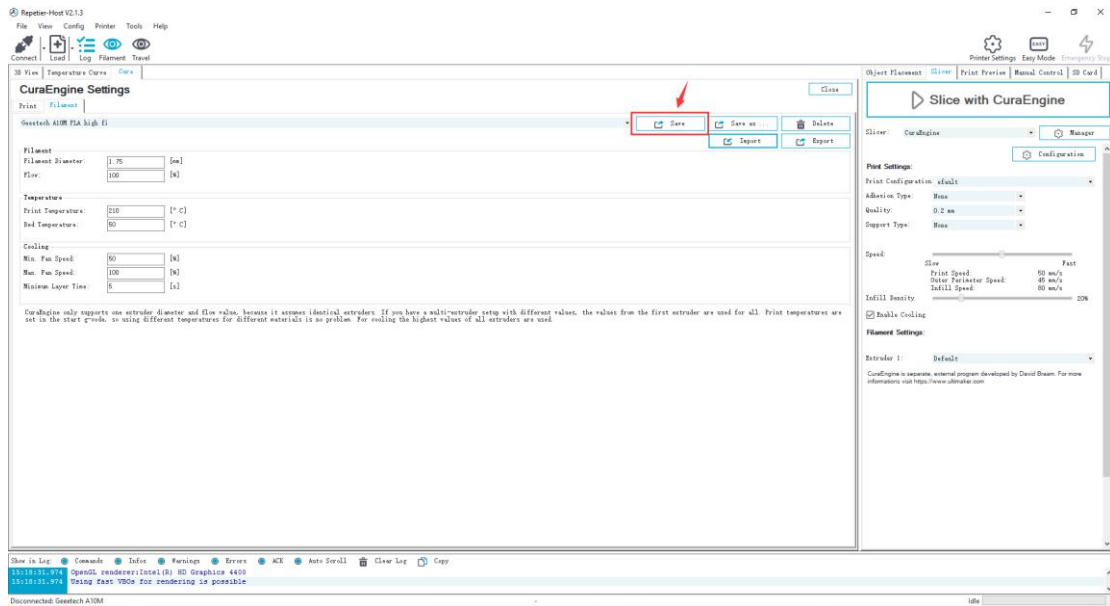 Repetier-Host V2.1.3
File View Config Printer Tools Help
Connect Load Log Filament Travel
Printer Settings Easy Mode Emergency Stop
3D View Temperature Curve Cura
Object Placement Slicer Print Preview Manual Control SD Card
CuraEngine Settings
Close
Print Filament
Geeetech A10M PLA high fi
Save Save as ... Delete
Import Export
Filament
Filament Diameter: 1.75 [mm]
Flow: 100 [%]
Temperature
Print Temperature: 210 [° C]
Bed Temperature: 50 [° C]
Cooling
Min. Fan Speed: 50 [%]
Max. Fan Speed: 100 [%]
Minimum Layer Time: 5 [s]
CuraEngine only supports one extruder diameter and flow value, because it assumes identical extruders. If you have a multi-extruder setup with different values, the values from the first extruder are used for all. Print temperatures are
set in the start g-code, so using different temperatures for different materials is no problem. For cooling the highest values of all extruders are used.
Slice with CuraEngine
Slicer: CuraEngine Manager
Configuration
Print Settings:
Print Configuration: efault
Adhesion Type: None
Quality: 0.2 mm
Support Type: None
Speed:
Slow Fast
Print Speed: 50 mm/s
Outer Perimeter Speed: 45 mm/s
Infill Speed: 80 mm/s
Infill Density 20%
Enable Cooling
Filament Settings:
Extruder 1: Default
CuraEngine is separate, external program developed by David Braam. For more
informations visit https://www.ultimaker.com
Show in Log: Commands Infos Warnings Errors ACK Auto Scroll Clear Log Copy
15:18:31.974 OpenGL renderer:Intel(R) HD Graphics 4400
15:18:31.974 Using fast VBOs for rendering is possible
Disconnected: Geeetech A10M - Idle